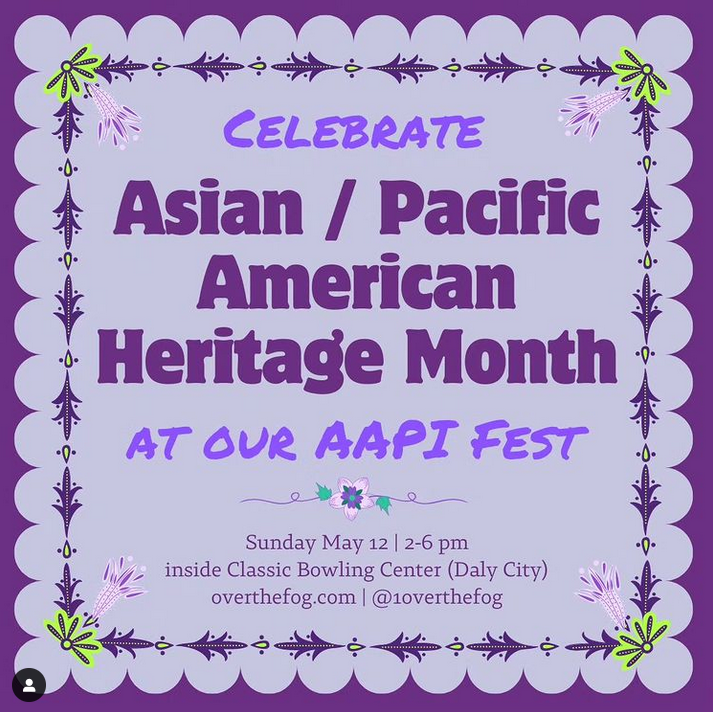 Celebrate
Asian / Pacific
American
Heritage Month
at our AAPI Fest
Sunday May 12 | 2-6 pm
inside Classic Bowling Center (Daly City)
overthefog.com | @1overthefog